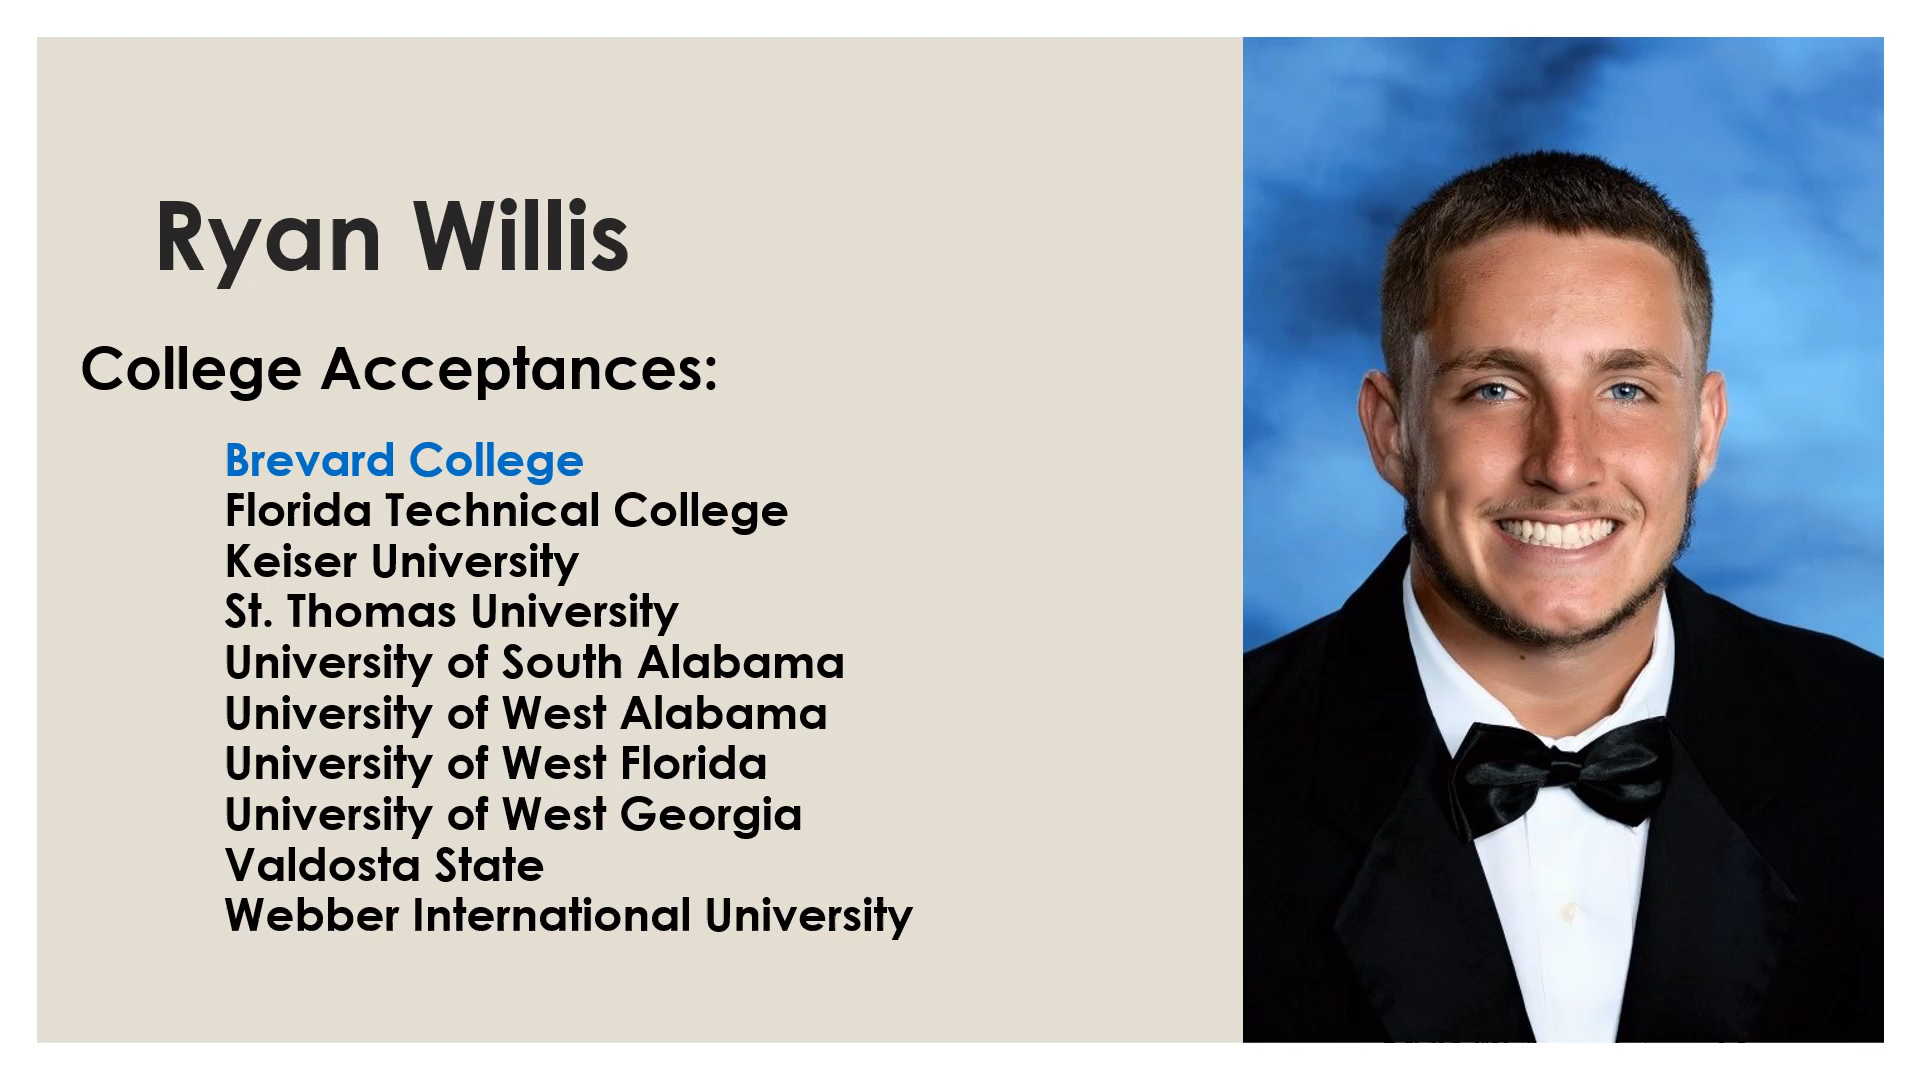 Ryan Willis
College Acceptances:
Brevard College
Florida Technical College
Keiser University
St. Thomas University
University of South Alabama
University of West Alabama
University of West Florida
University of West Georgia
Valdosta State
Webber International University